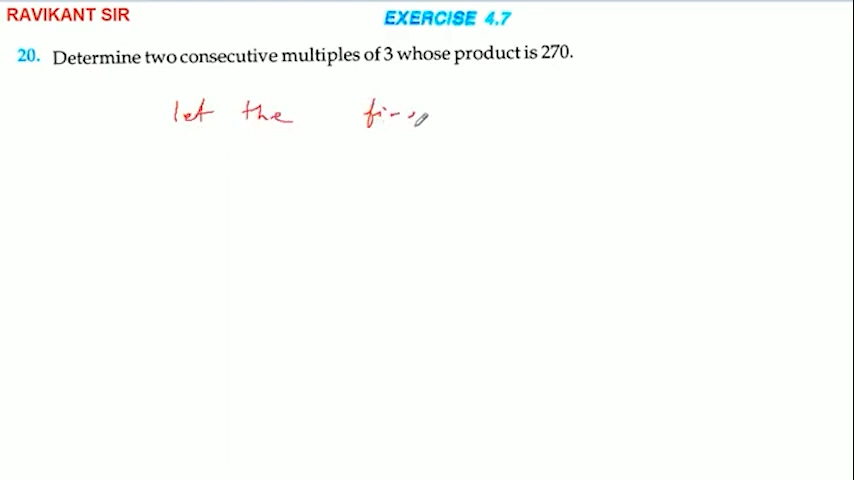 RAVIKANT SIR
EXERCISE 4.7
20. Determine two consecutive multiples of 3 whose product is 270.
let the